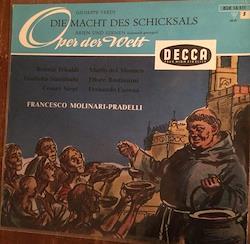 GIUSEPPE VERDI
DIE MACHT DES SCHICKSALS
ARIEN UND SZENEN
Oper der Welt
DECCA
Renata Tebaldi Mario del Monaco
Giulietta Simionato Ettore Bastianini
Cesare Siepi Fernando Corena
FRANCESCO MOLINARI-PRADELLI